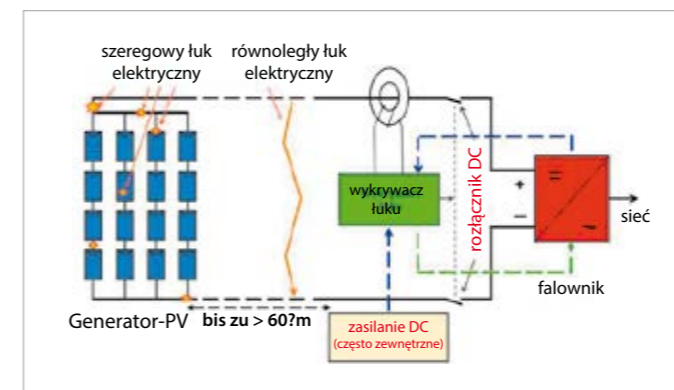 szeregowy łuk
elektryczny
równoległy łuk
elektryczny
wykrywacz
łuku
rozłącznik DC
=
+
−
~
sieć
falownik
Generator-PV
bis zu > 60?m
zasilanie DC
(często zewnętrzne)